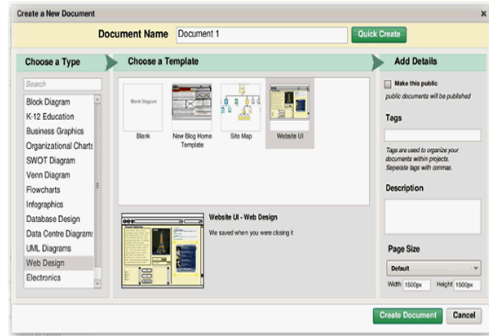 Create a New Document
×
Document Name
Document 1
Quick Create
Choose a Type
Choose a Template
Add Details
Search
Block Diagram
K-12 Education
Business Graphics
Organizational Charts
SWOT Diagram
Venn Diagram
Flowcharts
Infographics
Database Design
Data Centre Diagrams
UML Diagrams
Web Design
Electronics
Block Diagram
Blank
New Blog Home
Template
Site Map
Website UI
Website UI - Web Design
We saved when you were closing it
Make this public
public documents will be published
Tags
Tags are used to organize your
documents within projects.
Seperate tags with commas.
Description
Page Size
Default
Width 1500px Height 1500px
Create Document
Cancel